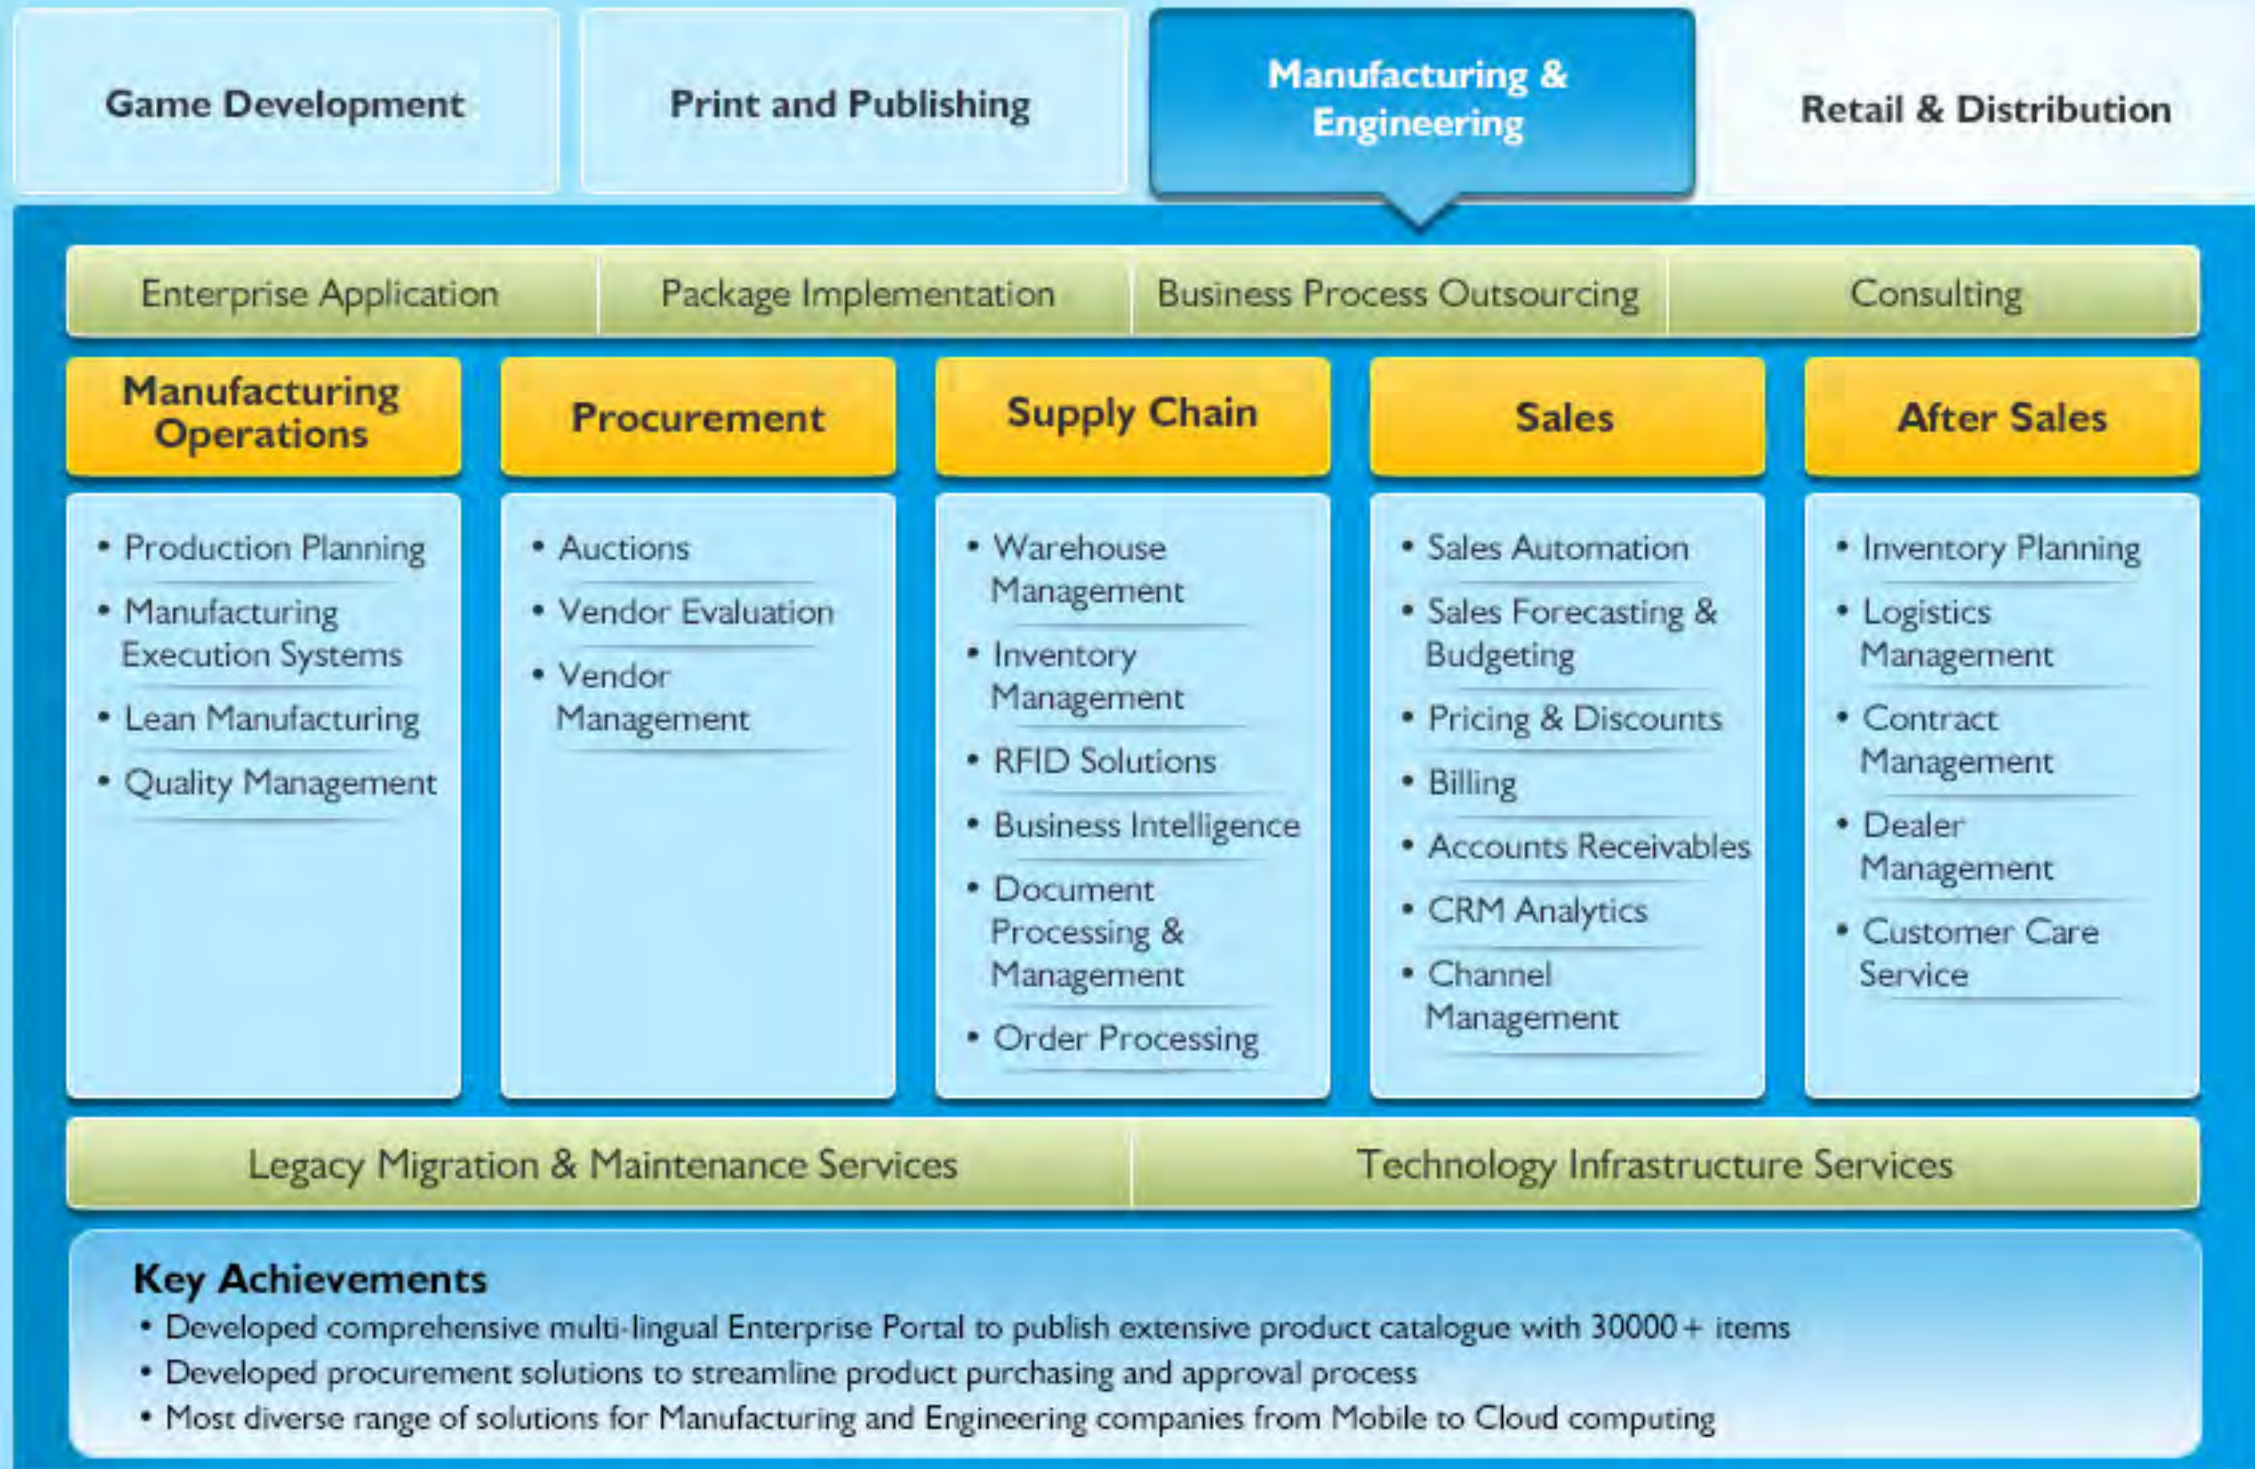 Game Development
Print and Publishing
Manufacturing &
Engineering
Retail & Distribution
Enterprise Application
Package Implementation
Business Process Outsourcing
Consulting
Manufacturing
Operations
• Production Planning
• Manufacturing
Execution Systems
• Lean Manufacturing
• Quality Management
Procurement
• Auctions
• Vendor Evaluation
• Vendor
Management
Supply Chain
• Warehouse
Management
• Inventory
Management
• RFID Solutions
• Business Intelligence
• Document
Processing &
Management
• Order Processing
Sales
• Sales Automation
• Sales Forecasting &
Budgeting
• Pricing & Discounts
• Billing
• Accounts Receivables
• CRM Analytics
• Channel
Management
After Sales
• Inventory Planning
• Logistics
Management
• Contract
Management
• Dealer
Management
• Customer Care
Service
Legacy Migration & Maintenance Services
Technology Infrastructure Services
Key Achievements
• Developed comprehensive multi-lingual Enterprise Portal to publish extensive product catalogue with 30000+ items
• Developed procurement solutions to streamline product purchasing and approval process
• Most diverse range of solutions for Manufacturing and Engineering companies from Mobile to Cloud computing